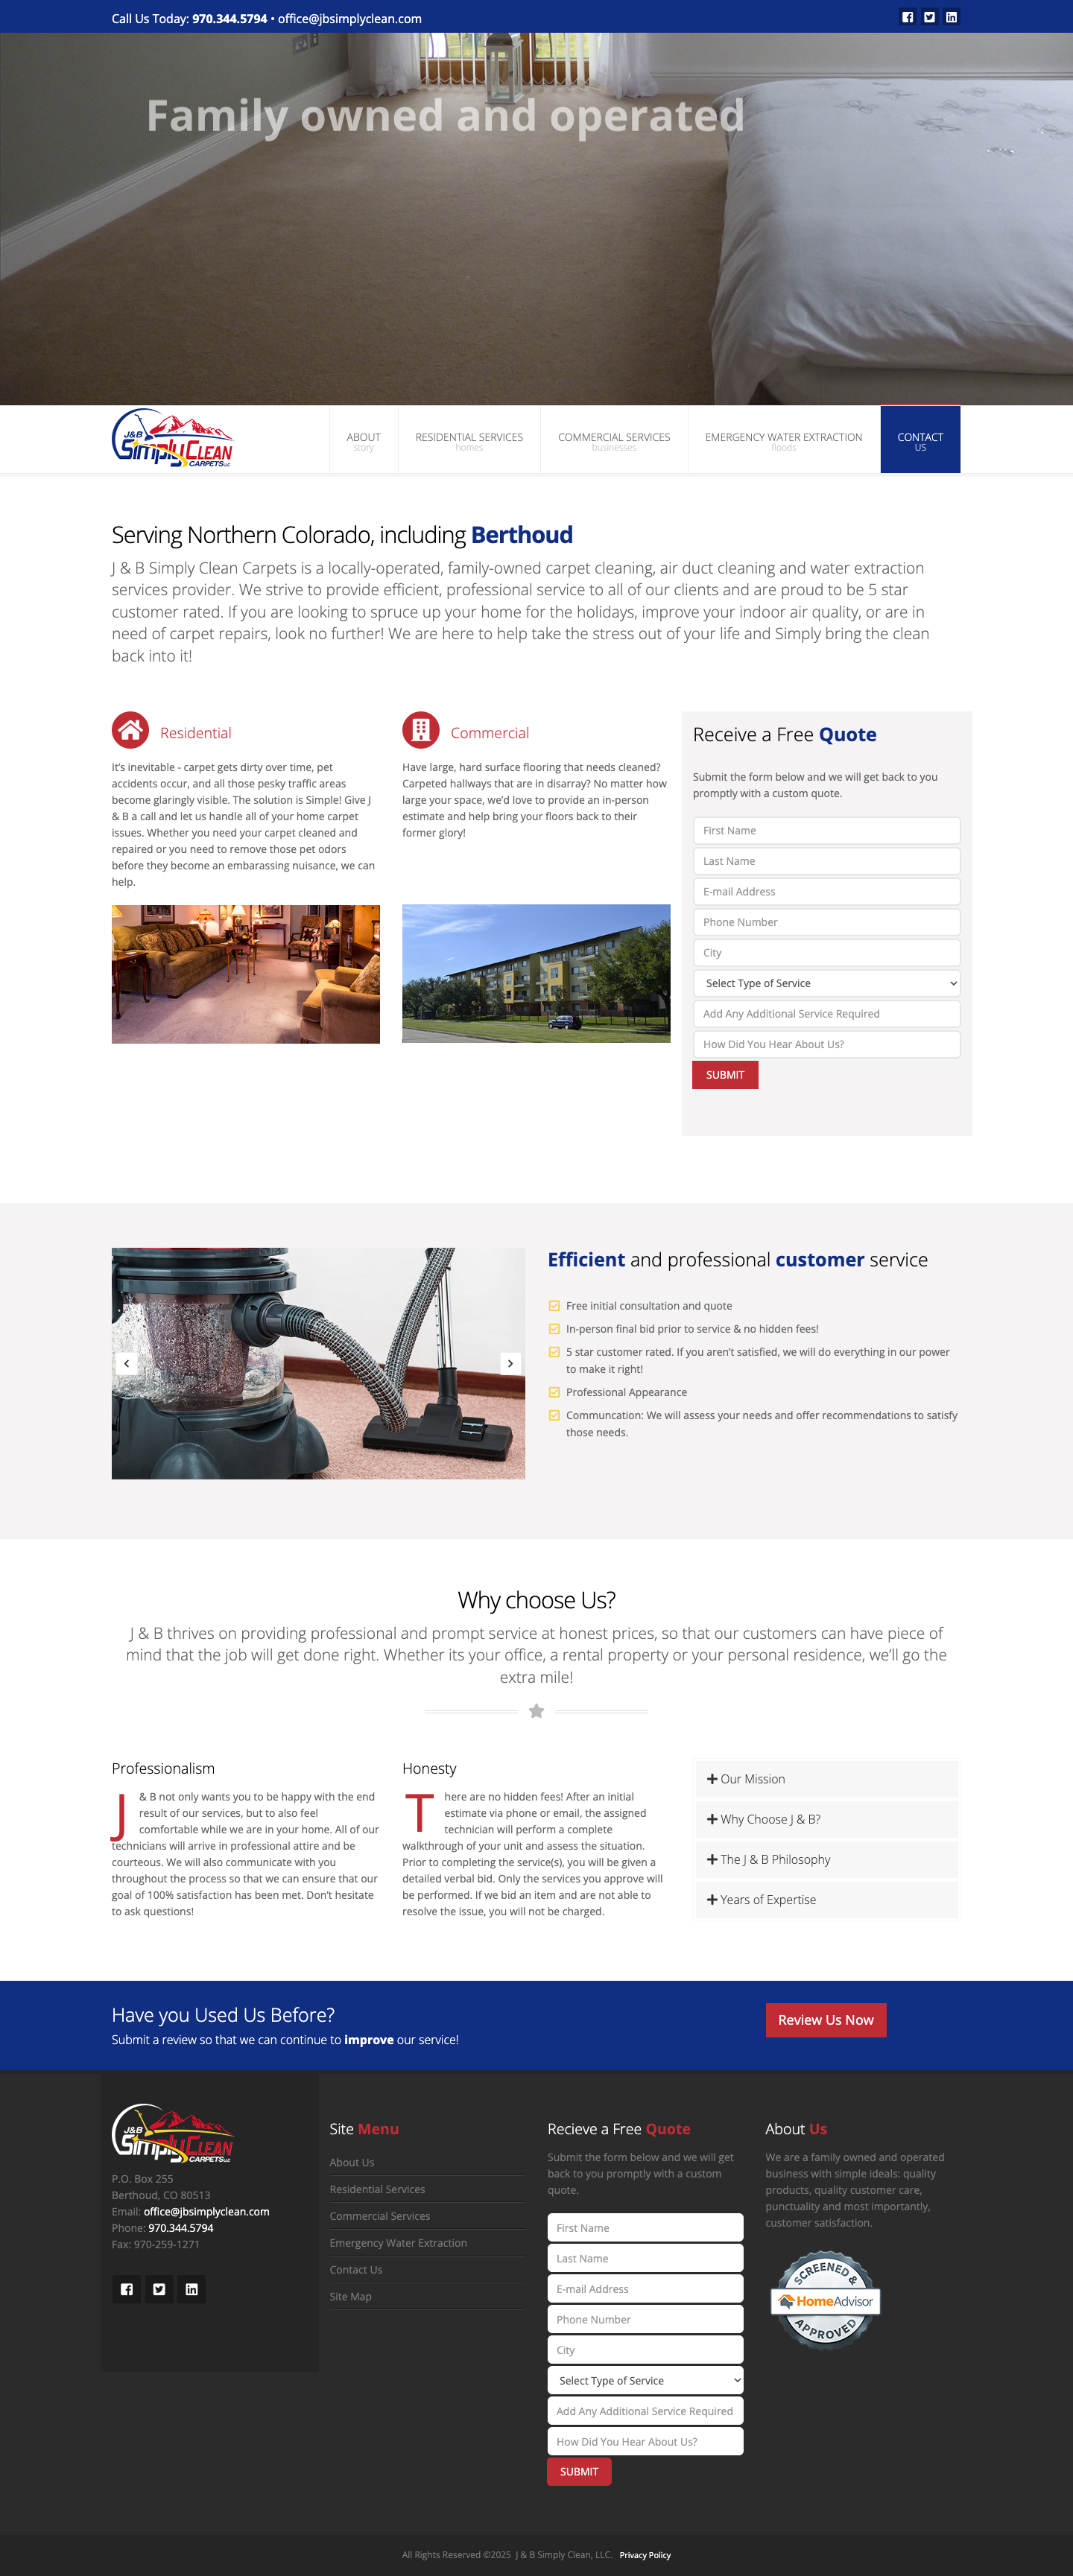 Call Us Today: 970.344.5794 • office@jbsimplyclean.com
Family owned and operated
J&B
Simply Clean
CARPETS LLC
ABOUT
story
RESIDENTIAL SERVICES
homes
COMMERCIAL SERVICES
businesses
EMERGENCY WATER EXTRACTION
floods
CONTACT
US
Serving Northern Colorado, including Berthoud
J & B Simply Clean Carpets is a locally-operated, family-owned carpet cleaning, air duct cleaning and water extraction
services provider. We strive to provide efficient, professional service to all of our clients and are proud to be 5 star
customer rated. If you are looking to spruce up your home for the holidays, improve your indoor air quality, or are in
need of carpet repairs, look no further! We are here to help take the stress out of your life and Simply bring the clean
back into it!
Residential
It's inevitable - carpet gets dirty over time, pet
accidents occur, and all those pesky traffic areas
become glaringly visible. The solution is Simple! Give J
& B a call and let us handle all of your home carpet
issues. Whether you need your carpet cleaned and
repaired or you need to remove those pet odors
before they become an embarassing nuisance, we can
help.
Commercial
Have large, hard surface flooring that needs cleaned?
Carpeted hallways that are in disarray? No matter how
large your space, we'd love to provide an in-person
estimate and help bring your floors back to their
former glory!
Receive a Free Quote
Submit the form below and we will get back to you
promptly with a custom quote.
First Name
Last Name
E-mail Address
Phone Number
City
Select Type of Service
Add Any Additional Service Required
How Did You Hear About Us?
SUBMIT
Efficient and professional customer service
Free initial consultation and quote
In-person final bid prior to service & no hidden fees!
5 star customer rated. If you aren't satisfied, we will do everything in our power
to make it right!
Professional Appearance
Communcation: We will assess your needs and offer recommendations to satisfy
those needs.
Why choose Us?
J & B thrives on providing professional and prompt service at honest prices, so that our customers can have piece of
mind that the job will get done right. Whether its your office, a rental property or your personal residence, we'll go the
extra mile!
Professionalism
J & B not only wants you to be happy with the end
result of our services, but to also feel
comfortable while we are in your home. All of our
technicians will arrive in professional attire and be
courteous. We will also communicate with you
throughout the process so that we can ensure that our
goal of 100% satisfaction has been met. Don't hesitate
to ask questions!
Honesty
There are no hidden fees! After an initial
estimate via phone or email, the assigned
technician will perform a complete
walkthrough of your unit and assess the situation.
Prior to completing the service(s), you will be given a
detailed verbal bid. Only the services you approve will
be performed. If we bid an item and are not able to
resolve the issue, you will not be charged.
Our Mission
Why Choose J & B?
The J & B Philosophy
Years of Expertise
Have you Used Us Before?
Submit a review so that we can continue to improve our service!
Review Us Now
J&B
Simply Clean
CARPETS LLC
P.O. Box 255
Berthoud, CO 80513
Email: office@jbsimplyclean.com
Phone: 970.344.5794
Fax: 970-259-1271
Site Menu
About Us
Residential Services
Commercial Services
Emergency Water Extraction
Contact Us
Site Map
Recieve a Free Quote
Submit the form below and we will get
back to you promptly with a custom
quote.
First Name
Last Name
E-mail Address
Phone Number
City
Select Type of Service
Add Any Additional Service Required
How Did You Hear About Us?
SUBMIT
About Us
We are a family owned and operated
business with simple ideals: quality
products, quality customer care,
punctuality and most importantly,
customer satisfaction.
SCREENED &
HomeAdvisor
APPROVED
All Rights Reserved ©2025 J & B Simply Clean, LLC. Privacy Policy